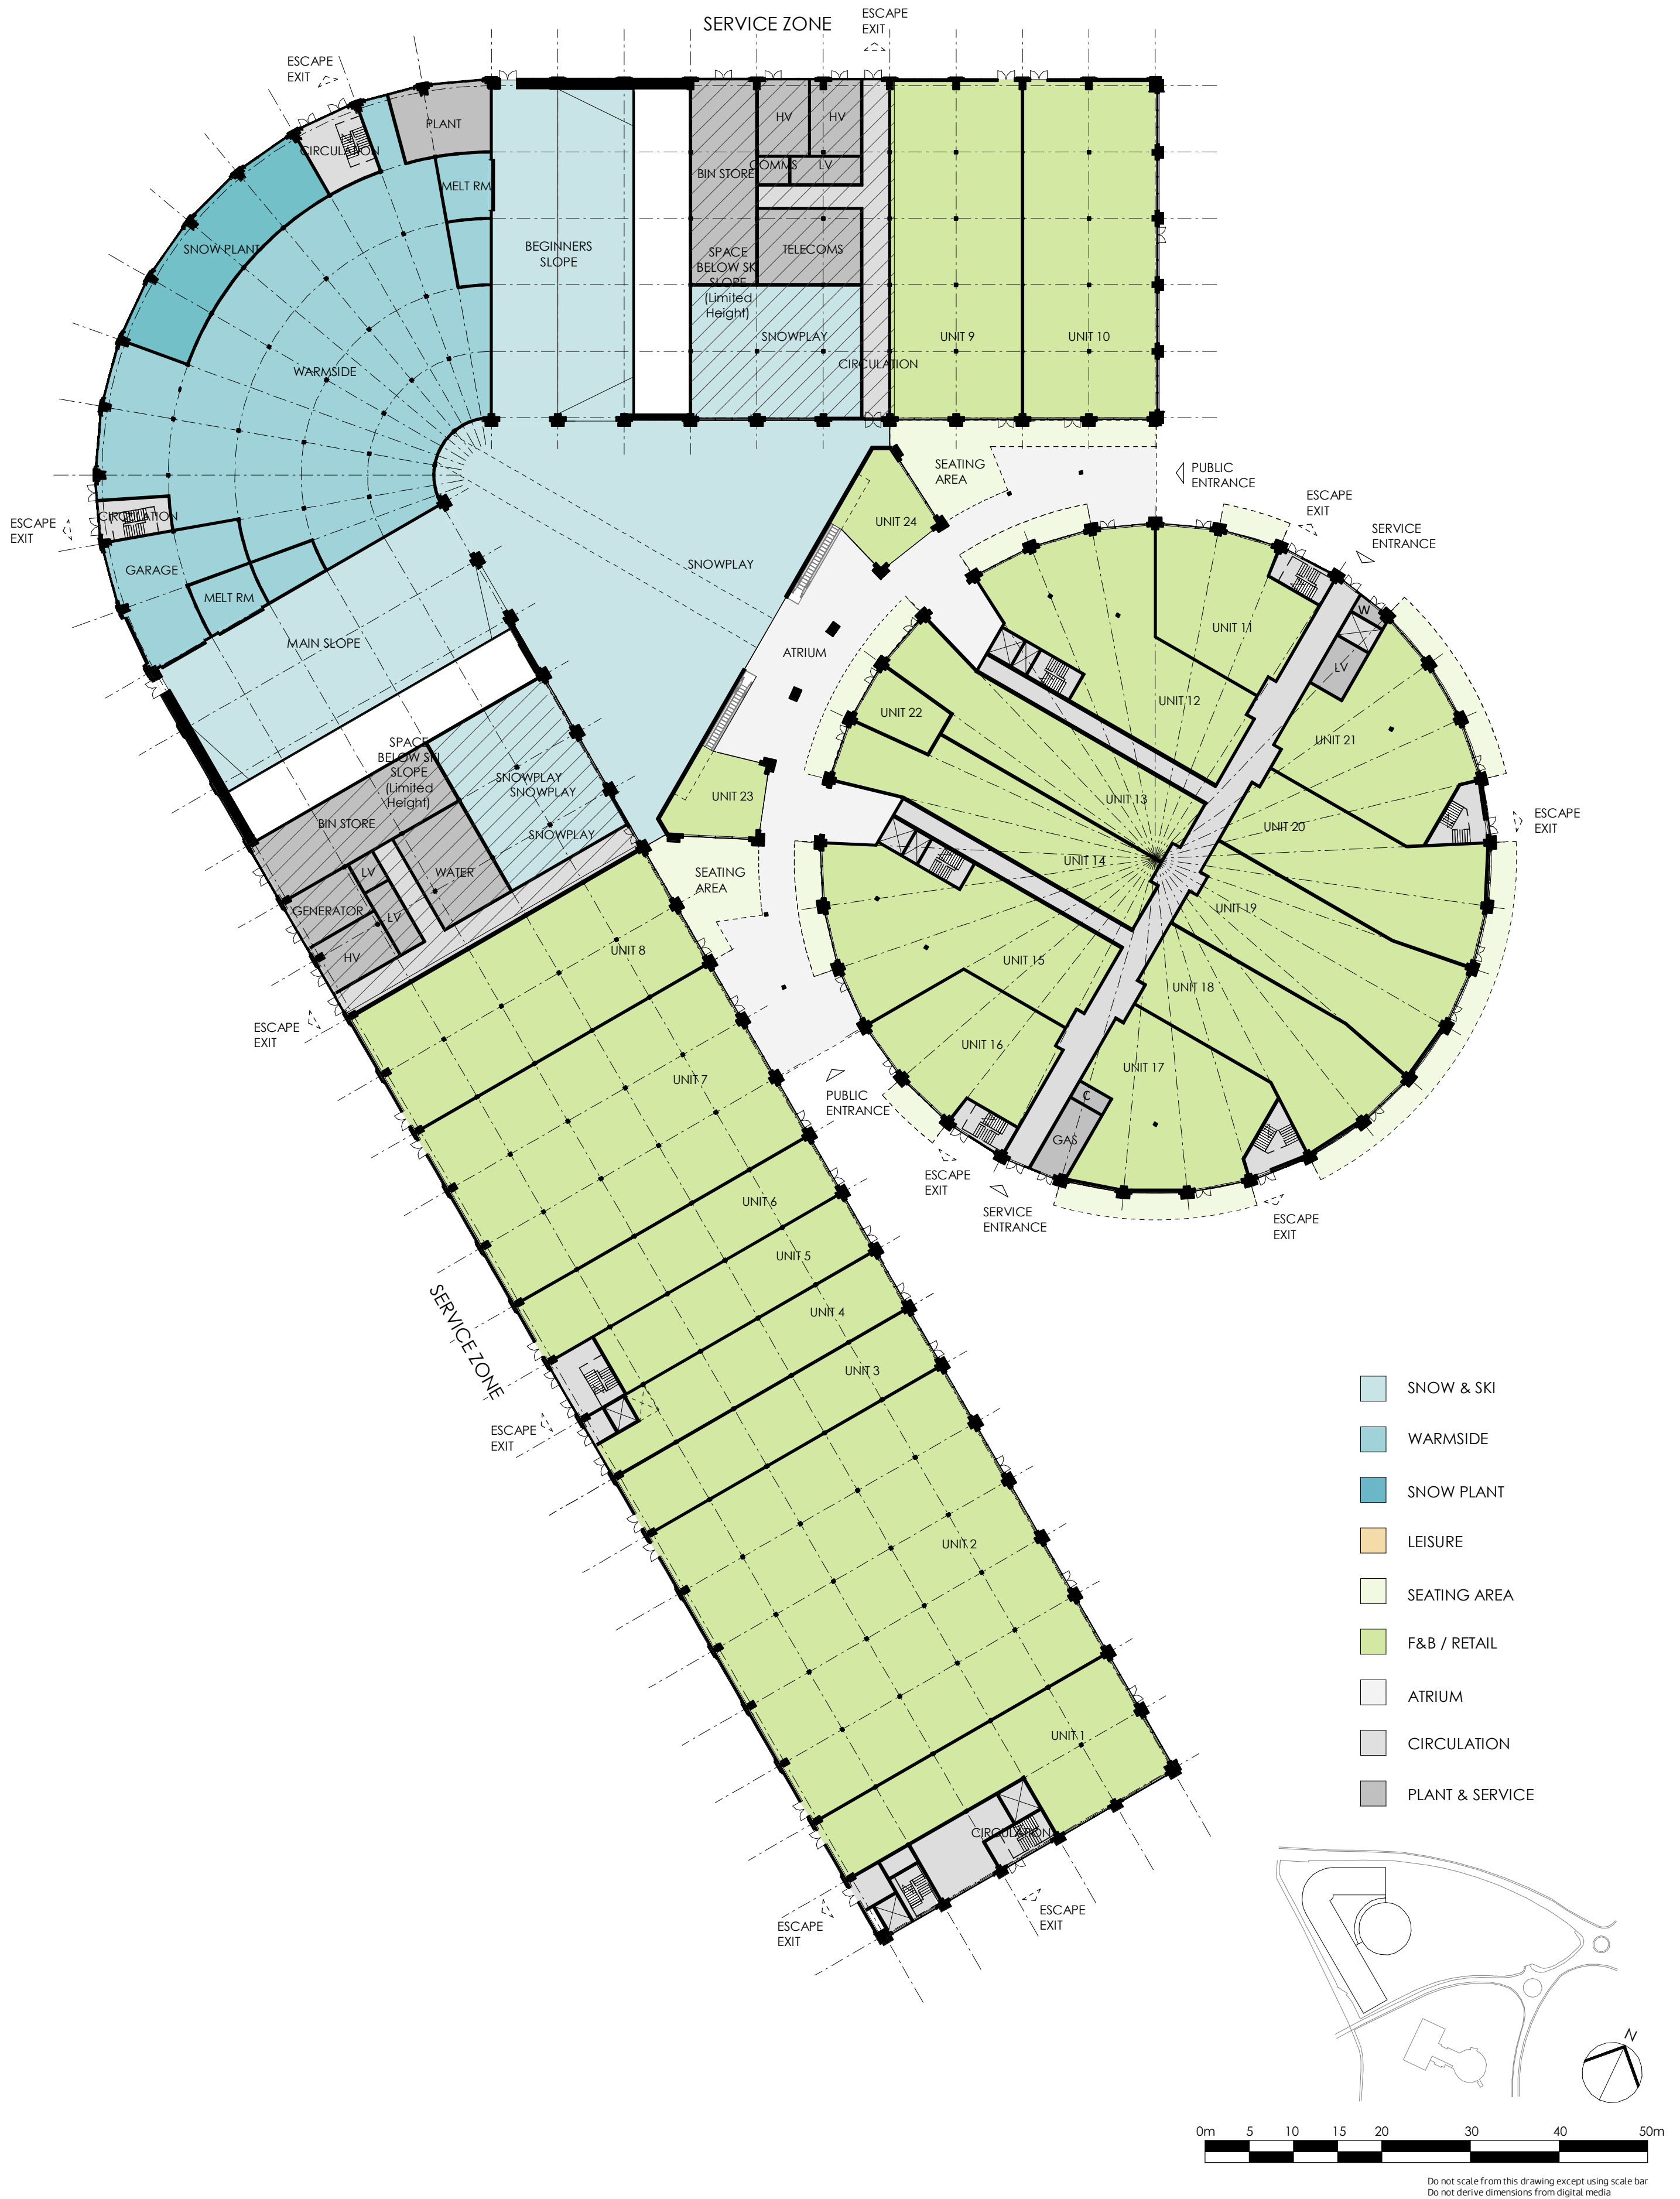 SERVICE ZONE
ESCAPE
EXIT
ESCAPE
EXIT
PLANT
CIRCULATION
MELT RM
SNOW PLANT
BEGINNERS
SLOPE
WARMSIDE
HV
HV
COMMS
LV
BIN STORE
TELECOMS
SPACE
BELOW SKI
SLOPE
(Limited
Height)
SNOWPLAY
CIRCULATION
UNIT 9
UNIT 10
SEATING
AREA
PUBLIC
ENTRANCE
ESCAPE
EXIT
SERVICE
ENTRANCE
UNIT 24
CIRCULATION
ESCAPE
EXIT
GARAGE
MELT RM
MAIN SLOPE
SNOWPLAY
ATRIUM
UNIT 11
W
LV
UNIT 12
UNIT 22
UNIT 21
UNIT 13
UNIT 20
ESCAPE
EXIT
UNIT 14
UNIT 19
UNIT 15
UNIT 18
UNIT 16
UNIT 17
C
GAS
UNIT 23
SPACE
BELOW SKI
SLOPE
(Limited
Height)
SNOWPLAY
SNOWPLAY
SNOWPLAY
BIN STORE
LV
WATER
GENERATOR
LV
HV
SEATING
AREA
ESCAPE
EXIT
UNIT 8
UNIT 7
PUBLIC
ENTRANCE
ESCAPE
EXIT
SERVICE
ENTRANCE
ESCAPE
EXIT
UNIT 6
UNIT 5
UNIT 4
UNIT 3
SERVICE ZONE
ESCAPE
EXIT
UNIT 2
UNIT 1
CIRCULATION
ESCAPE
EXIT
ESCAPE
EXIT
SNOW & SKI
WARMSIDE
SNOW PLANT
LEISURE
SEATING AREA
F&B / RETAIL
ATRIUM
CIRCULATION
PLANT & SERVICE
N
0m 5 10 15 20 30 40 50m
Do not scale from this drawing except using scale bar
Do not derive dimensions from digital media